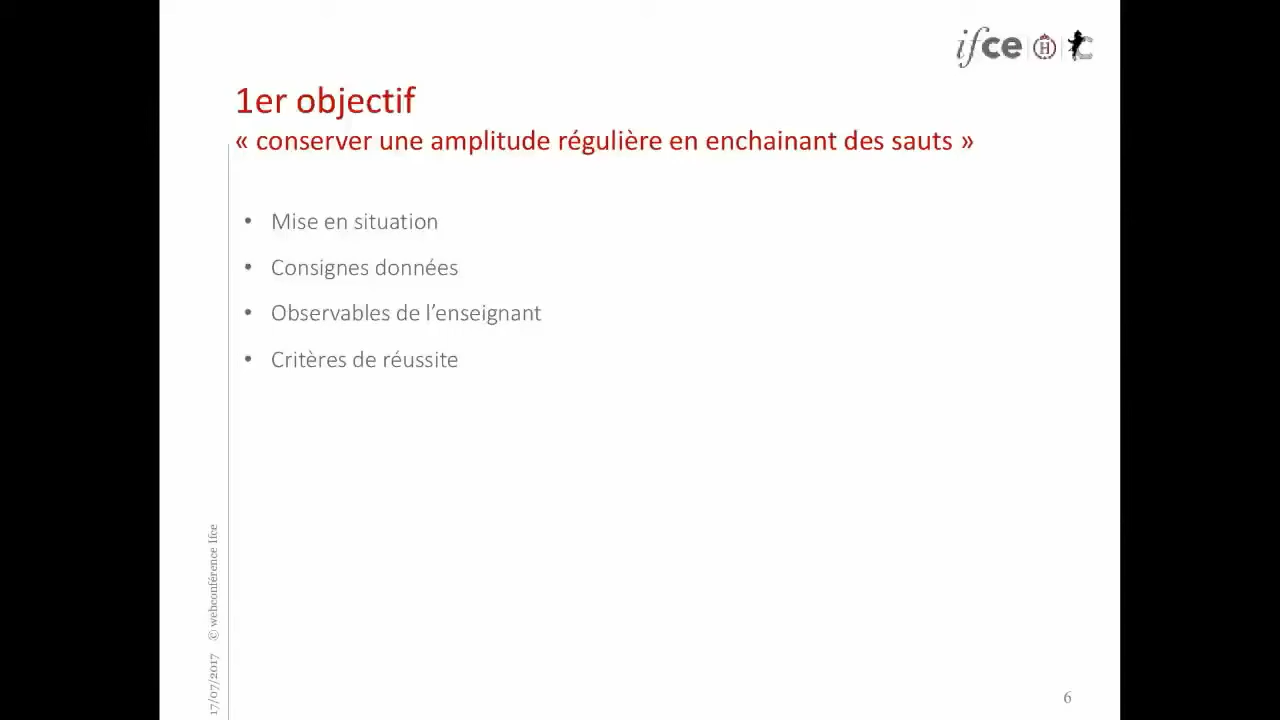 ifce
1er objectif
« conserver une amplitude régulière en enchainant des sauts »
• Mise en situation
• Consignes données
• Observables de l’enseignant
• Critères de réussite
17/07/2017 © webconférence Ifce
6